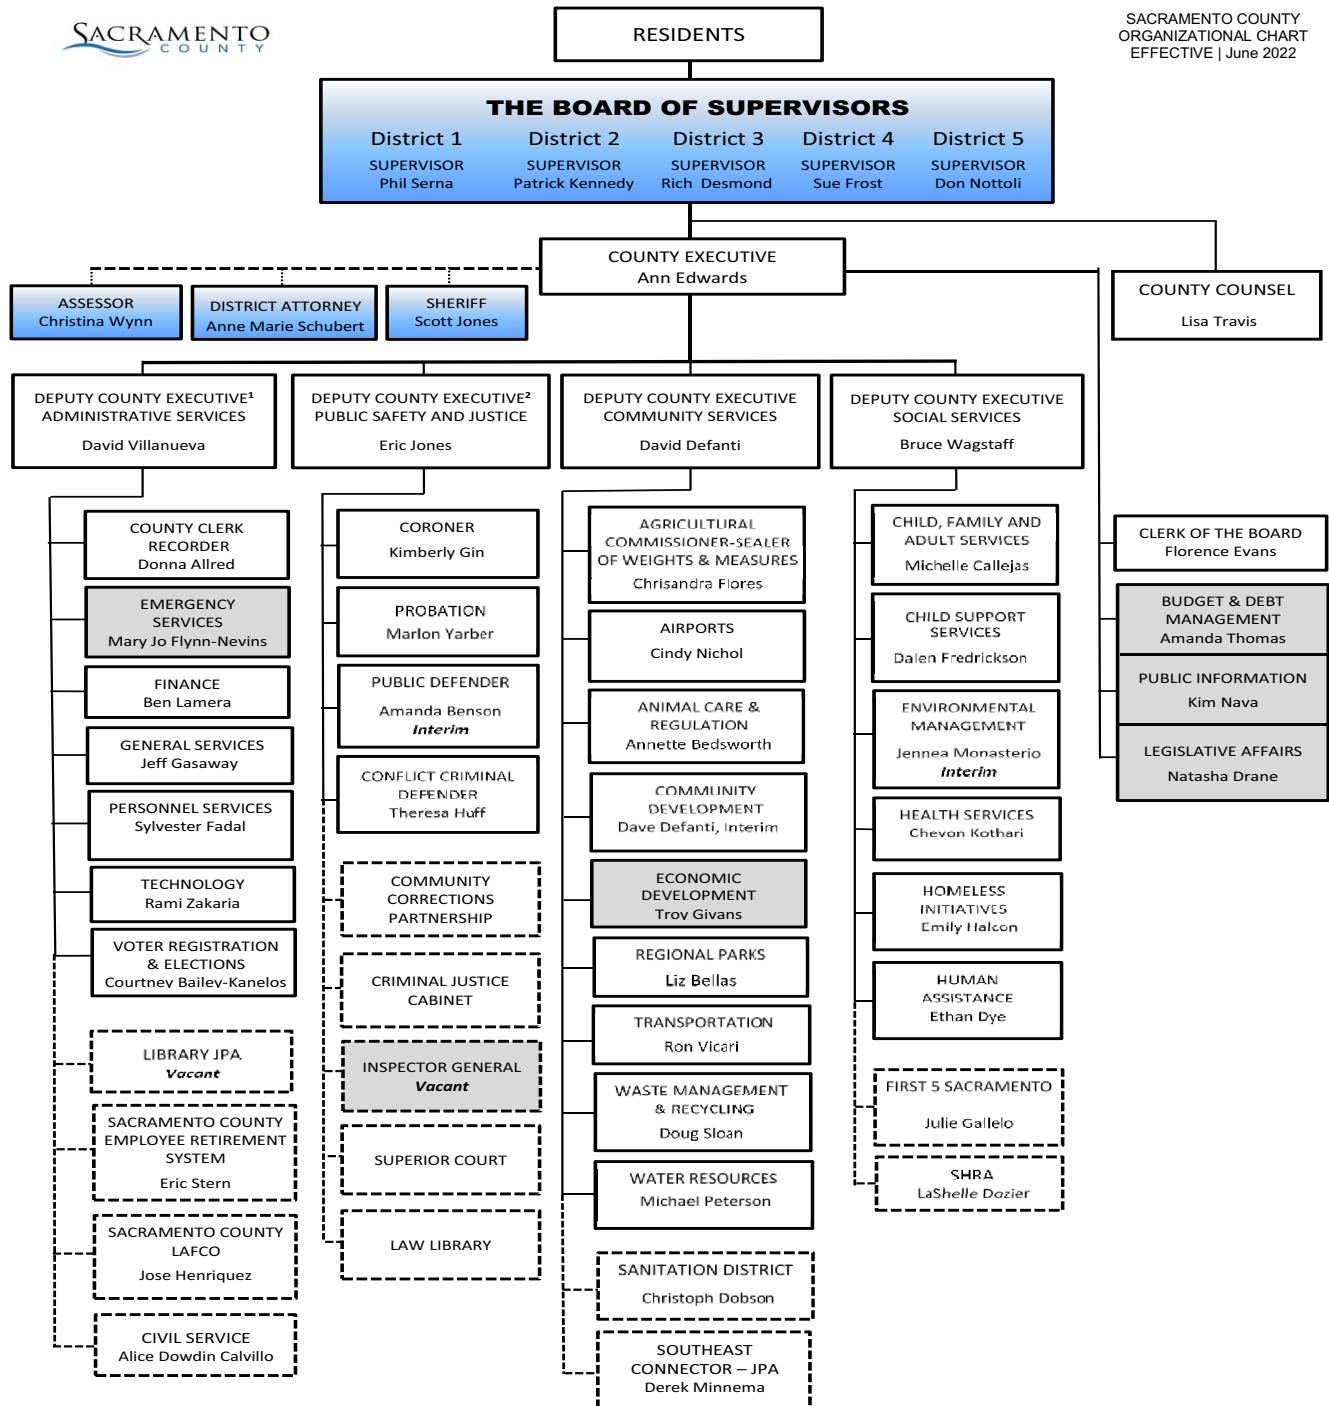 SACRAMENTO
COUNTY
SACRAMENTO COUNTY
ORGANIZATIONAL CHART
EFFECTIVE | June 2022
RESIDENTS
THE BOARD OF SUPERVISORS
District 1
SUPERVISOR
Phil Serna
District 2
SUPERVISOR
Patrick Kennedy
District 3
SUPERVISOR
Rich Desmond
District 4
SUPERVISOR
Sue Frost
District 5
SUPERVISOR
Don Nottoli
COUNTY EXECUTIVE
Ann Edwards
ASSESSOR
Christina Wynn
DISTRICT ATTORNEY
Anne Marie Schubert
SHERIFF
Scott Jones
COUNTY COUNSEL
Lisa Travis
DEPUTY COUNTY EXECUTIVE¹
ADMINISTRATIVE SERVICES
David Villanueva
DEPUTY COUNTY EXECUTIVE²
PUBLIC SAFETY AND JUSTICE
Eric Jones
DEPUTY COUNTY EXECUTIVE
COMMUNITY SERVICES
David Defanti
DEPUTY COUNTY EXECUTIVE
SOCIAL SERVICES
Bruce Wagstaff
COUNTY CLERK
RECORDER
Donna Allred
EMERGENCY
SERVICES
Mary Jo Flynn-Nevins
FINANCE
Ben Lamera
GENERAL SERVICES
Jeff Gasaway
PERSONNEL SERVICES
Sylvester Fadal
TECHNOLOGY
Rami Zakaria
VOTER REGISTRATION
& ELECTIONS
Courtney Bailey-Kanelos
LIBRARY JPA
Vacant
SACRAMENTO COUNTY
EMPLOYEE RETIREMENT
SYSTEM
Eric Stern
SACRAMENTO COUNTY
LAFCO
Jose Henriquez
CIVIL SERVICE
Alice Dowdin Calvillo
CORONER
Kimberly Gin
PROBATION
Marlon Yarber
PUBLIC DEFENDER
Amanda Benson
Interim
CONFLICT CRIMINAL
DEFENDER
Theresa Huff
COMMUNITY
CORRECTIONS
PARTNERSHIP
CRIMINAL JUSTICE
CABINET
INSPECTOR GENERAL
Vacant
SUPERIOR COURT
LAW LIBRARY
AGRICULTURAL
COMMISSIONER-SEALER
OF WEIGHTS & MEASURES
Chrisandra Flores
AIRPORTS
Cindy Nichol
ANIMAL CARE &
REGULATION
Annette Bedsworth
COMMUNITY
DEVELOPMENT
Dave Defanti, Interim
ECONOMIC
DEVELOPMENT
Troy Givans
REGIONAL PARKS
Liz Bellas
TRANSPORTATION
Ron Vicari
WASTE MANAGEMENT
& RECYCLING
Doug Sloan
WATER RESOURCES
Michael Peterson
SANITATION DISTRICT
Christoph Dobson
SOUTHEAST
CONNECTOR – JPA
Derek Minnema
CHILD, FAMILY AND
ADULT SERVICES
Michelle Callejas
CHILD SUPPORT
SERVICES
Dalen Fredrickson
ENVIRONMENTAL
MANAGEMENT
Jennea Monasterio
Interim
HEALTH SERVICES
Chevon Kothari
HOMELESS
INITIATIVES
Emily Halcon
HUMAN
ASSISTANCE
Ethan Dye
FIRST 5 SACRAMENTO
Julie Gallelo
SHRA
LaShelle Dozier
CLERK OF THE BOARD
Florence Evans
BUDGET & DEBT
MANAGEMENT
Amanda Thomas
PUBLIC INFORMATION
Kim Nava
LEGISLATIVE AFFAIRS
Natasha Drane